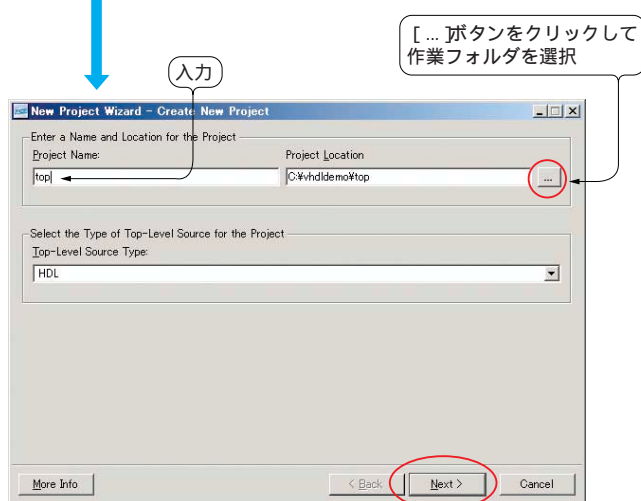 [ ... ]ボタンをクリックして
作業フォルダを選択
入力
New Project Wizard - Create New Project
Enter a Name and Location for the Project
Project Name:
Project Location
top
C:¥vhdldemo¥top
...
Select the Type of Top-Level Source for the Project
Top-Level Source Type:
HDL
More Info
< Back
Next >
Cancel